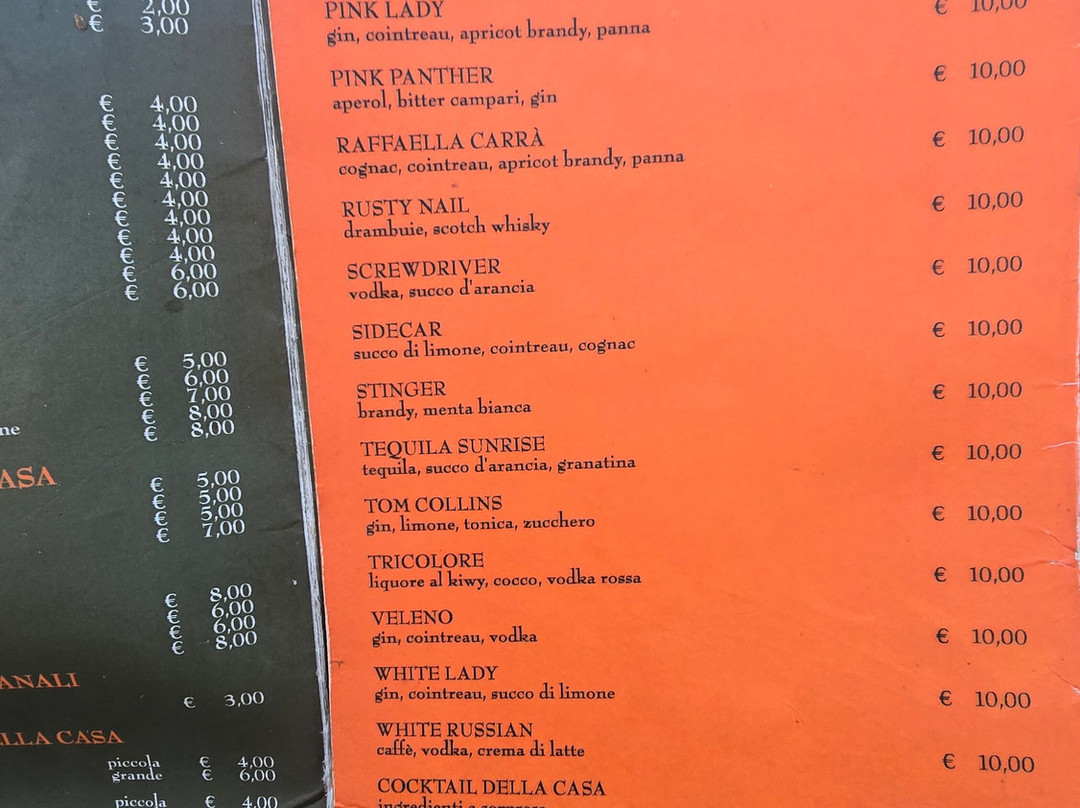 € 2,00
€ 3,00
€ 4,00
€ 4,00
€ 4,00
€ 4,00
€ 4,00
€ 4,00
€ 4,00
€ 4,00
€ 4,00
€ 6,00
€ 6,00
€ 5,00
€ 6,00
€ 7,00
€ 8,00
ne € 8,00
ASA
€ 5,00
€ 5,00
€ 5,00
€ 7,00
€ 8,00
€ 6,00
€ 6,00
€ 8,00
ANALI
€ 3,00
LLA CASA
piccola € 4,00
grande € 6,00
piccola € 4,00
PINK LADY € 10,00
gin, cointreau, apricot brandy, panna
PINK PANTHER € 10,00
aperol, bitter campari, gin
RAFFAELLA CARRÀ € 10,00
cognac, cointreau, apricot brandy, panna
RUSTY NAIL € 10,00
drambuie, scotch whisky
SCREWDRIVER € 10,00
vodka, succo d'arancia
SIDECAR € 10,00
succo di limone, cointreau, cognac
STINGER € 10,00
brandy, menta bianca
TEQUILA SUNRISE € 10,00
tequila, succo d'arancia, granatina
TOM COLLINS € 10,00
gin, limone, tonica, zucchero
TRICOLORE € 10,00
liquore al kiwy, cocco, vodka rossa
VELENO € 10,00
gin, cointreau, vodka
WHITE LADY € 10,00
gin, cointreau, succo di limone
WHITE RUSSIAN € 10,00
caffè, vodka, crema di latte
COCKTAIL DELLA CASA
ingredienti a sorpresa